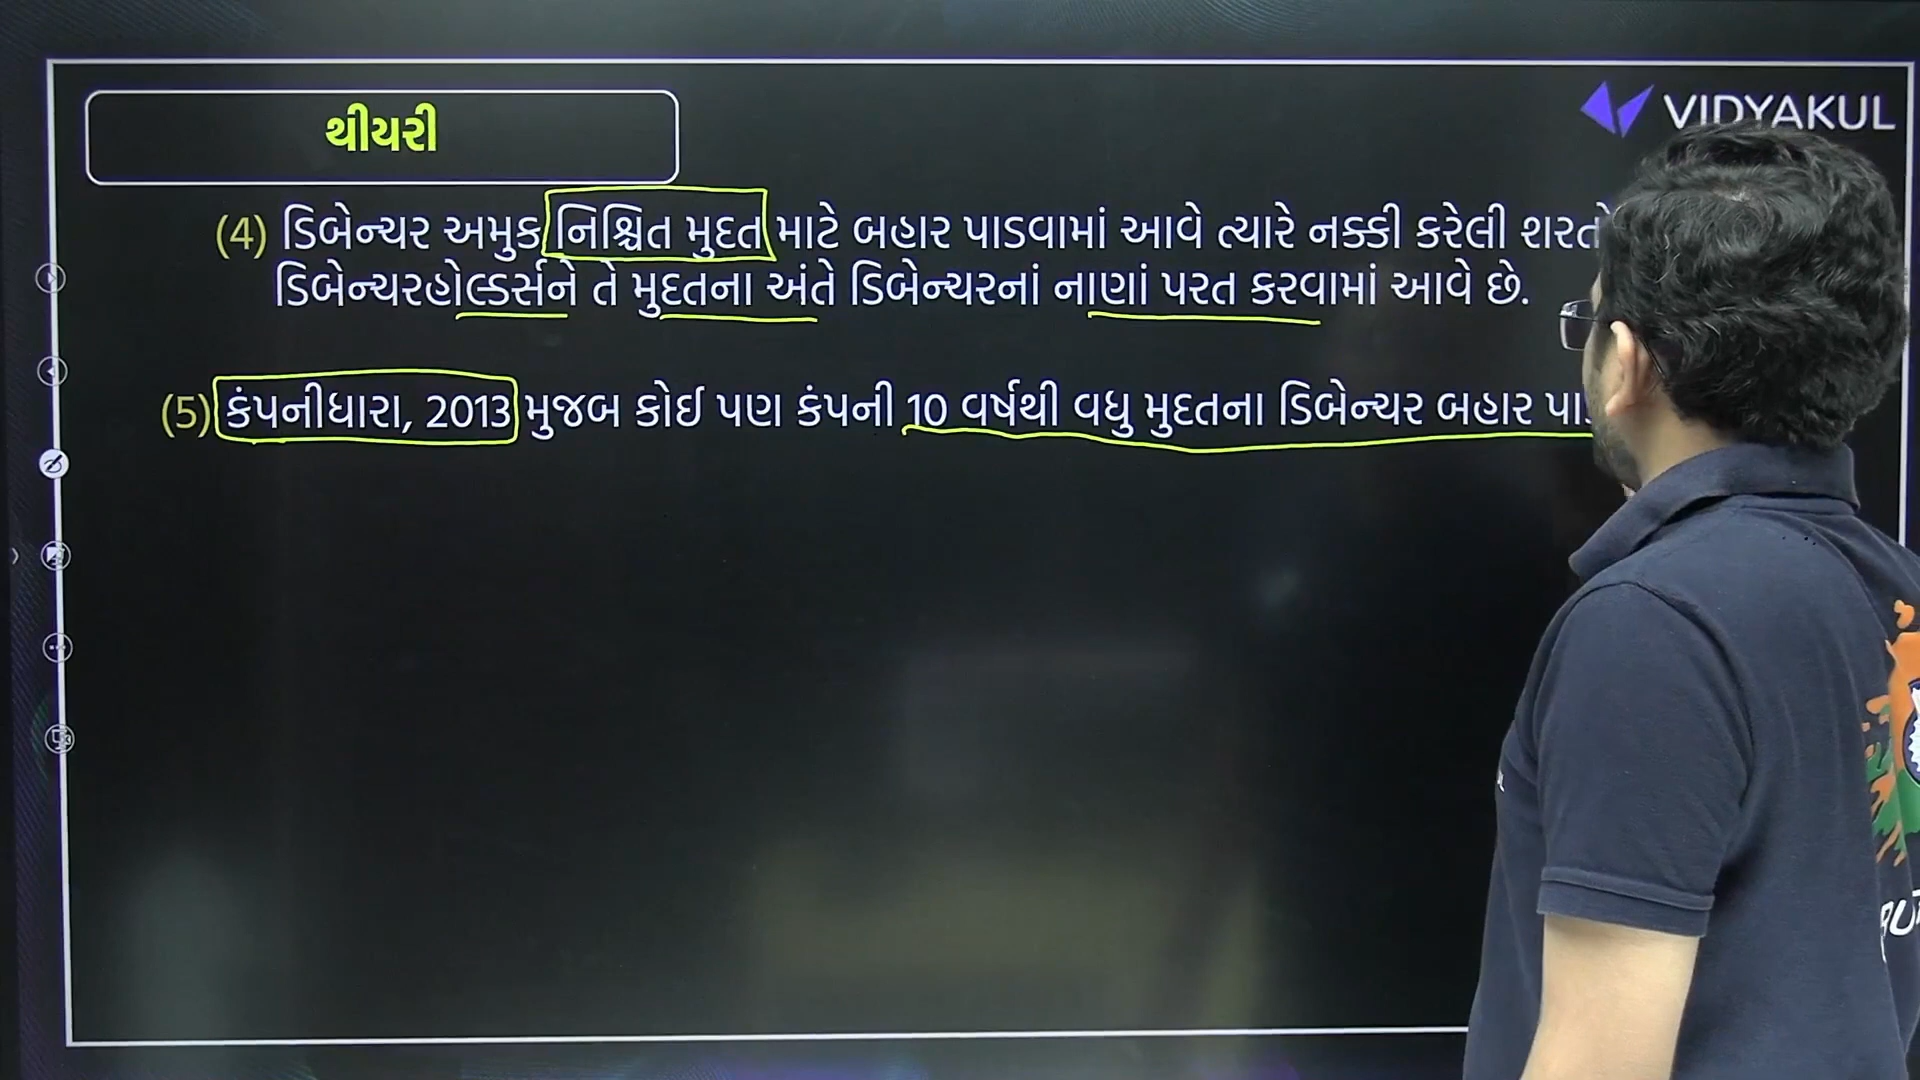 થીયરી
VIDYAKUL
(4) ડિબેન્ચર અમુક નિશ્ચિત મુદત માટે બહાર પાડવામાં આવે ત્યારે નક્કી કરેલી
ડિબેન્ચરહોલ્ડર્સને તે મુદતના અંતે ડિબેન્ચરનાં નાણાં પરત કરવામાં આવે છે.
(5) કંપનીધારા, 2013 મુજબ કોઈ પણ કંપની 10 વર્ષથી વધુ મુદતના ડિબેન્ચર બહાર